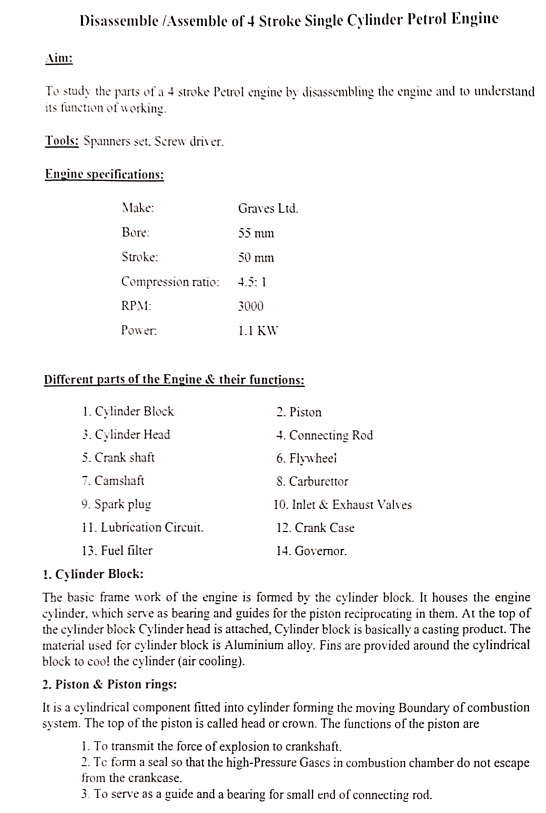 Disassemble /Assemble of 4 Stroke Single Cylinder Petrol Engine
Aim:
To study the parts of a 4 stroke Petrol engine by disassembling the engine and to understand
its function of working.
Tools: Spanners set, Screw driver.
Engine specifications:
Make: Graves Ltd.
Bore: 55 mm
Stroke: 50 mm
Compression ratio: 4.5: 1
RPM: 3000
Power: 1.1 KW
Different parts of the Engine & their functions:
1. Cylinder Block 2. Piston
3. Cylinder Head 4. Connecting Rod
5. Crank shaft 6. Flywheel
7. Camshaft 8. Carburettor
9. Spark plug 10. Inlet & Exhaust Valves
11. Lubrication Circuit. 12. Crank Case
13. Fuel filter 14. Governor.
1. Cylinder Block:
The basic frame work of the engine is formed by the cylinder block. It houses the engine
cylinder, which serve as bearing and guides for the piston reciprocating in them. At the top of
the cylinder block Cylinder head is attached, Cylinder block is basically a casting product. The
material used for cylinder block is Aluminium alloy. Fins are provided around the cylindrical
block to cool the cylinder (air cooling).
2. Piston & Piston rings:
It is a cylindrical component fitted into cylinder forming the moving Boundary of combustion
system. The top of the piston is called head or crown. The functions of the piston are
1. To transmit the force of explosion to crankshaft.
2. To form a seal so that the high-Pressure Gases in combustion chamber do not escape
from the crankcase.
3. To serve as a guide and a bearing for small end of connecting rod.